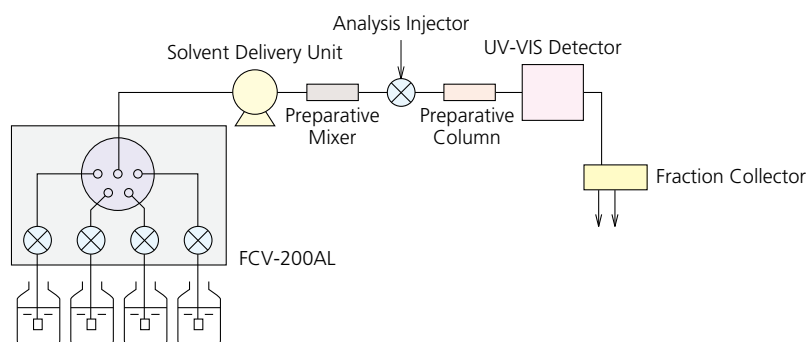 Analysis Injector
Solvent Delivery Unit
UV-VIS Detector
Preparative
Mixer
Preparative
Column
Fraction Collector
FCV-200AL